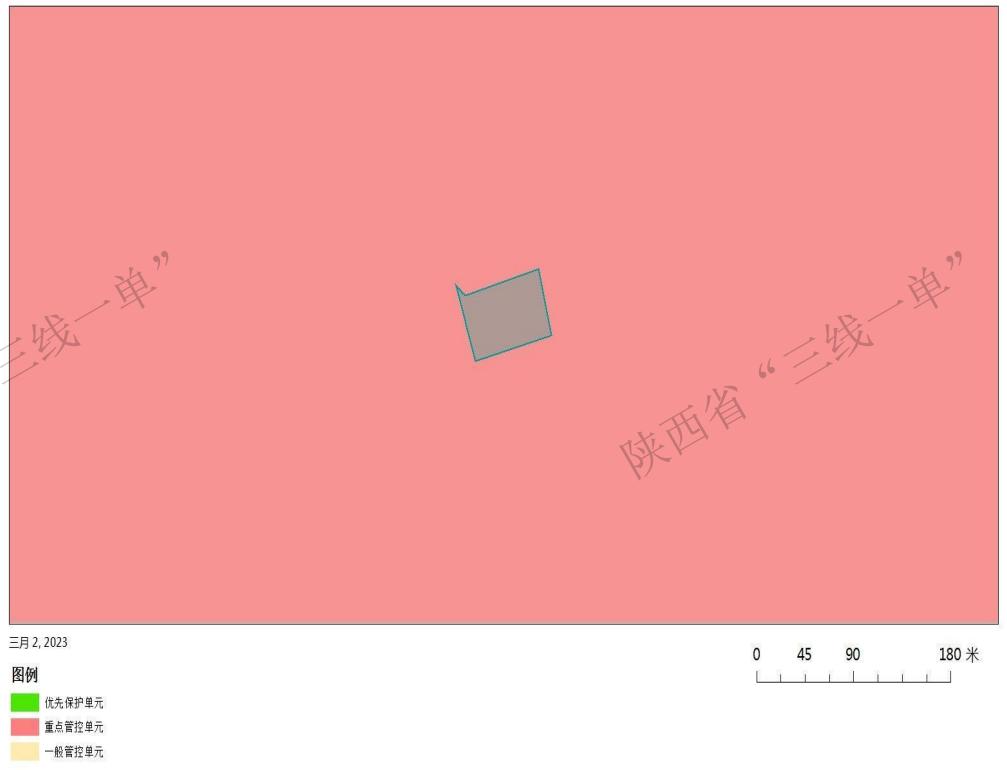 三线一单”
陕西省“三线一单”
三月 2, 2023
0 45 90 180 米
图例
优先保护单元
重点管控单元
一般管控单元